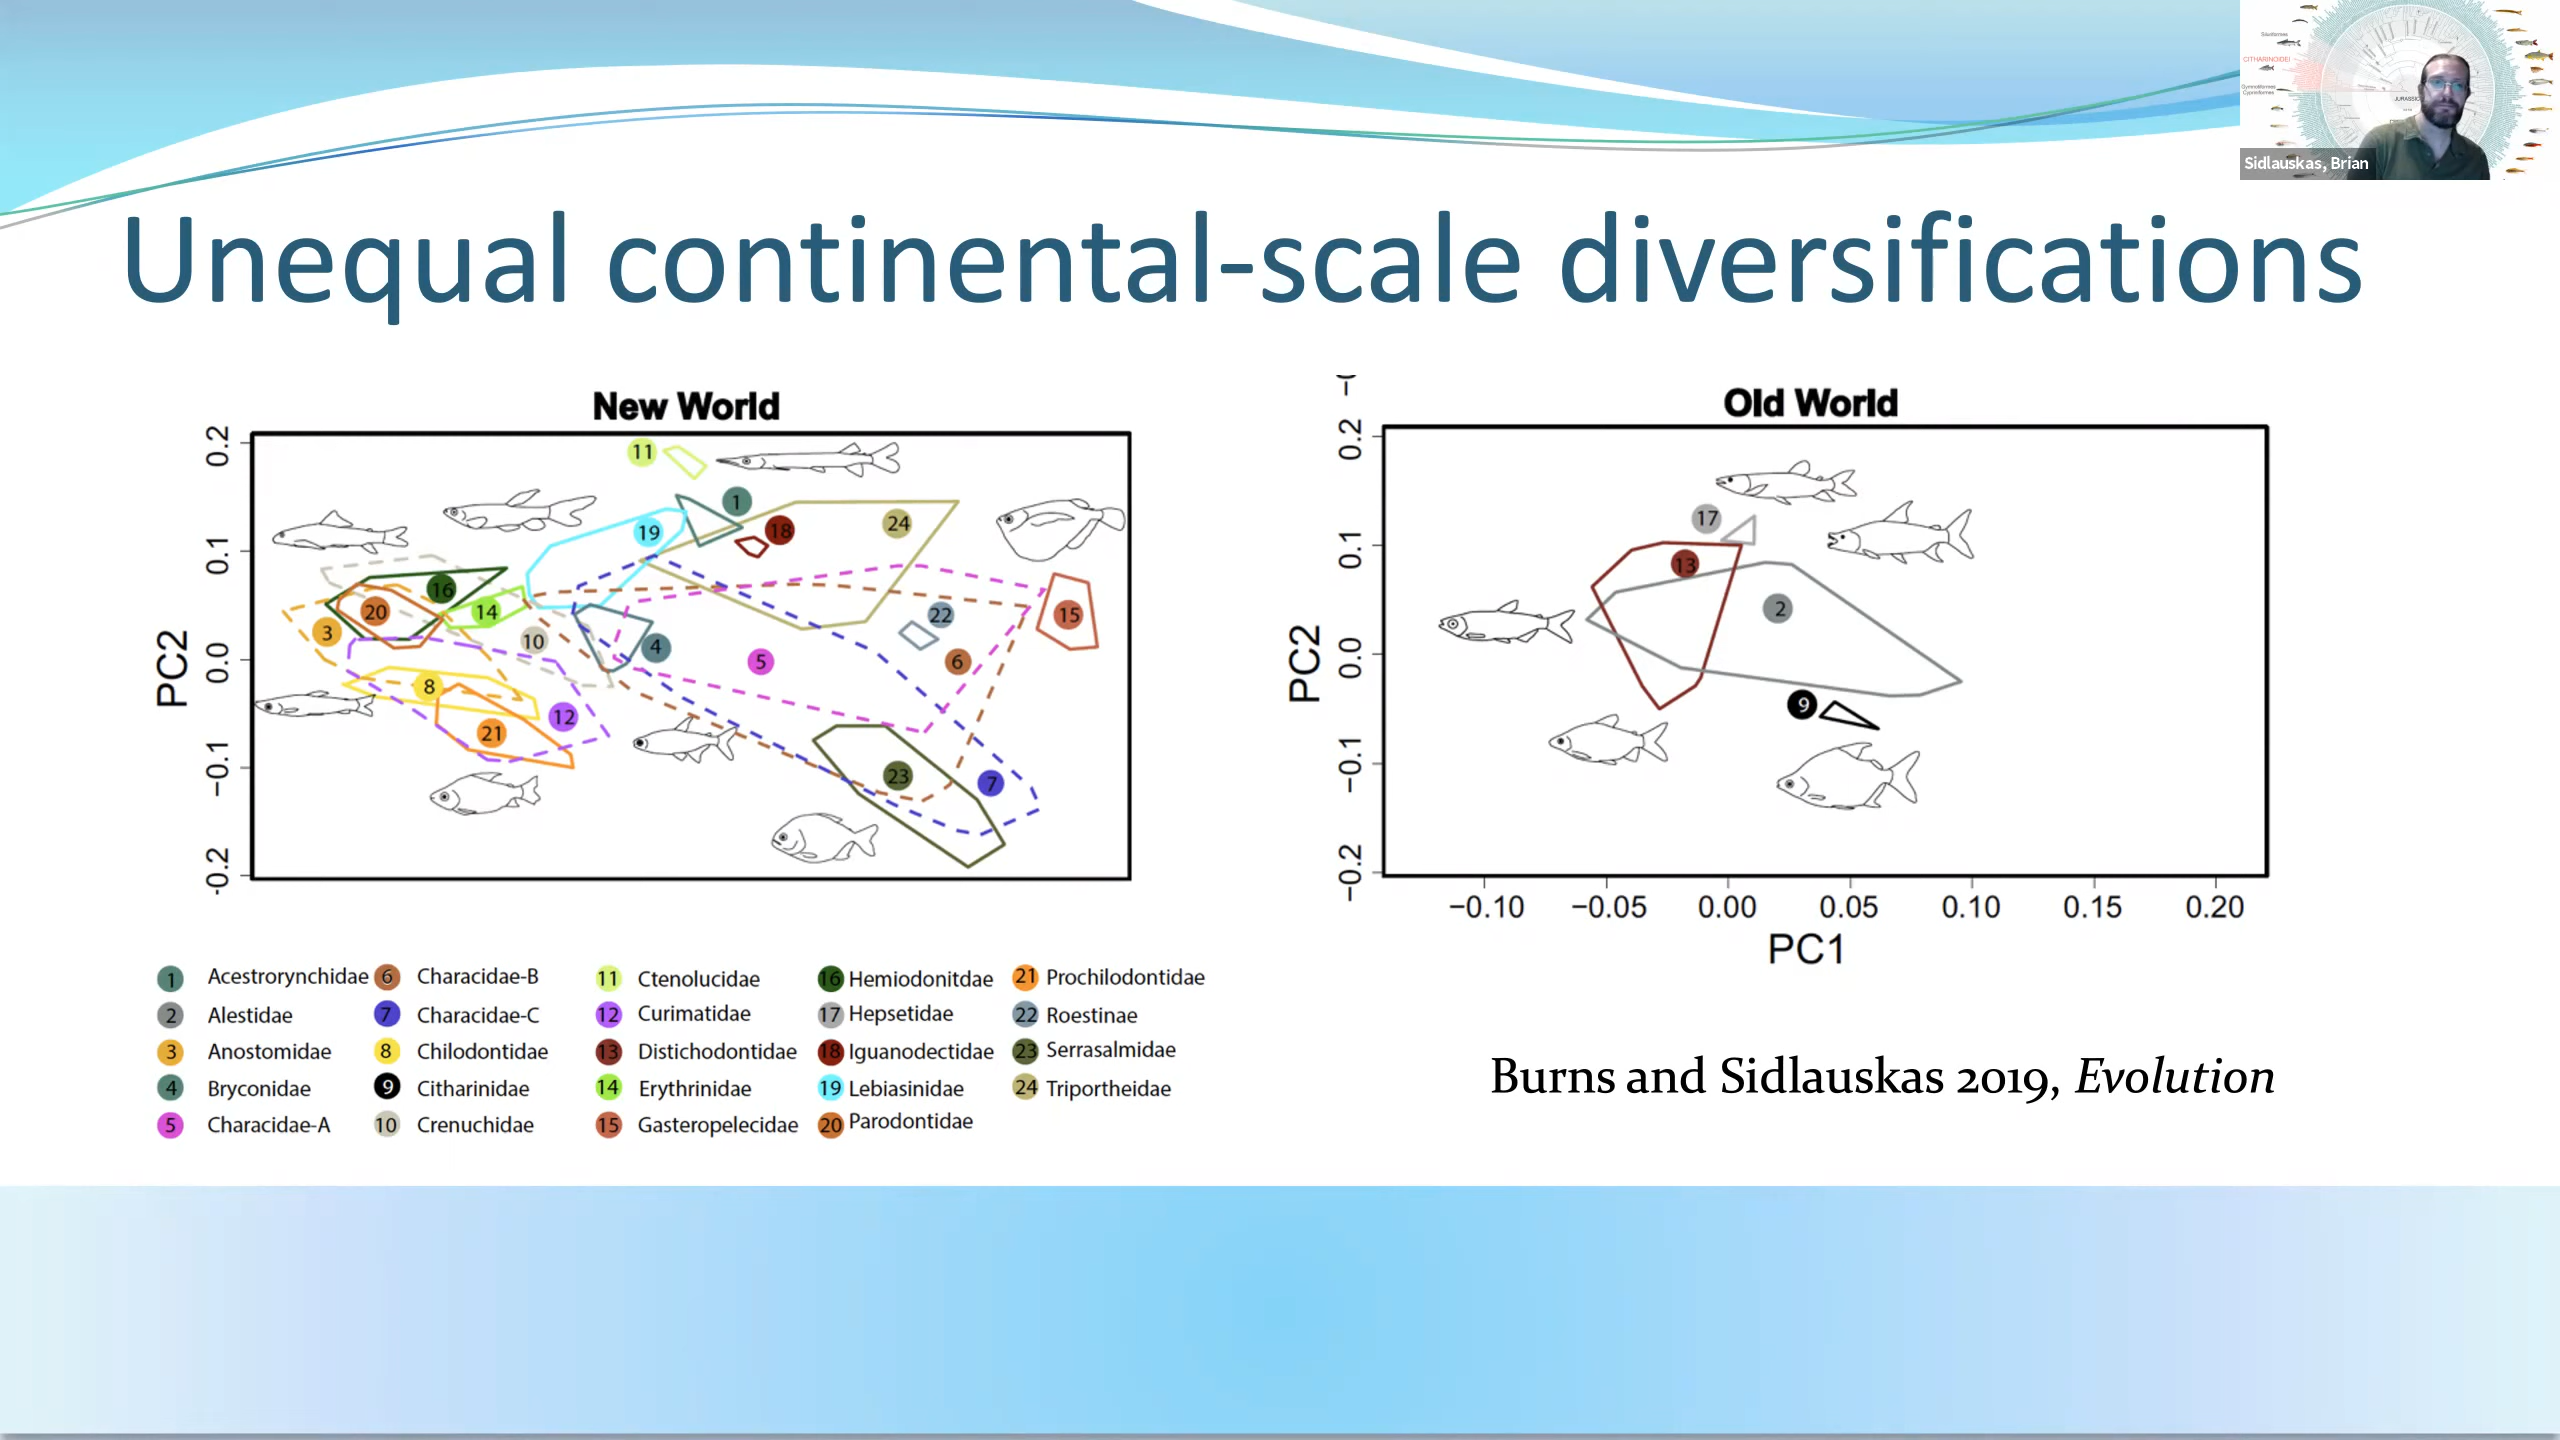 Siluriformes
CITHARINOIDEI
Gymnotiformes
Cypriniformes
JURASSIC
Sidlauskas, Brian
Unequal continental-scale diversifications
New World
PC2
0.2
0.1
0.0
−0.1
-0.2
11
1
19
18
24
16
20
14
3
10
4
22
15
5
6
8
12
21
23
7
Old World
PC2
0.2
0.1
0.0
−0.1
−0.2
17
13
2
9
−0.10 −0.05 0.00 0.05 0.10 0.15 0.20
PC1
1 Acestrorynchidae 6 Characidae-B 11 Ctenolucidae 16 Hemiodonitdae 21 Prochilodontidae
2 Alestidae 7 Characidae-C 12 Curimatidae 17 Hepsetidae 22 Roestinae
3 Anostomidae 8 Chilodontidae 13 Distichodontidae 18 Iguanodectidae 23 Serrasalmidae
4 Bryconidae 9 Citharinidae 14 Erythrinidae 19 Lebiasinidae 24 Triportheidae
5 Characidae-A 10 Crenuchidae 15 Gasteropelecidae 20 Parodontidae
Burns and Sidlauskas 2019, Evolution